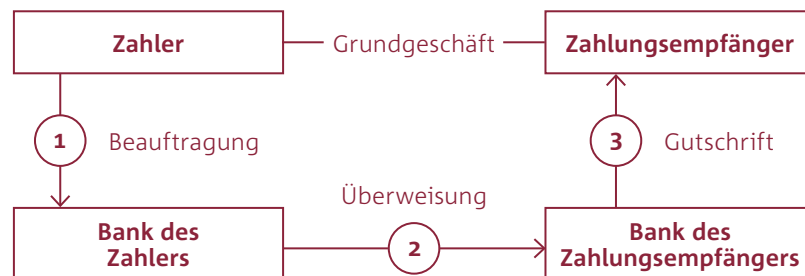 Zahler
Grundgeschäft
Zahlungsempfänger
1
Beauftragung
3
Gutschrift
Überweisung
Bank des
Zahlers
2
Bank des
Zahlungsempfängers